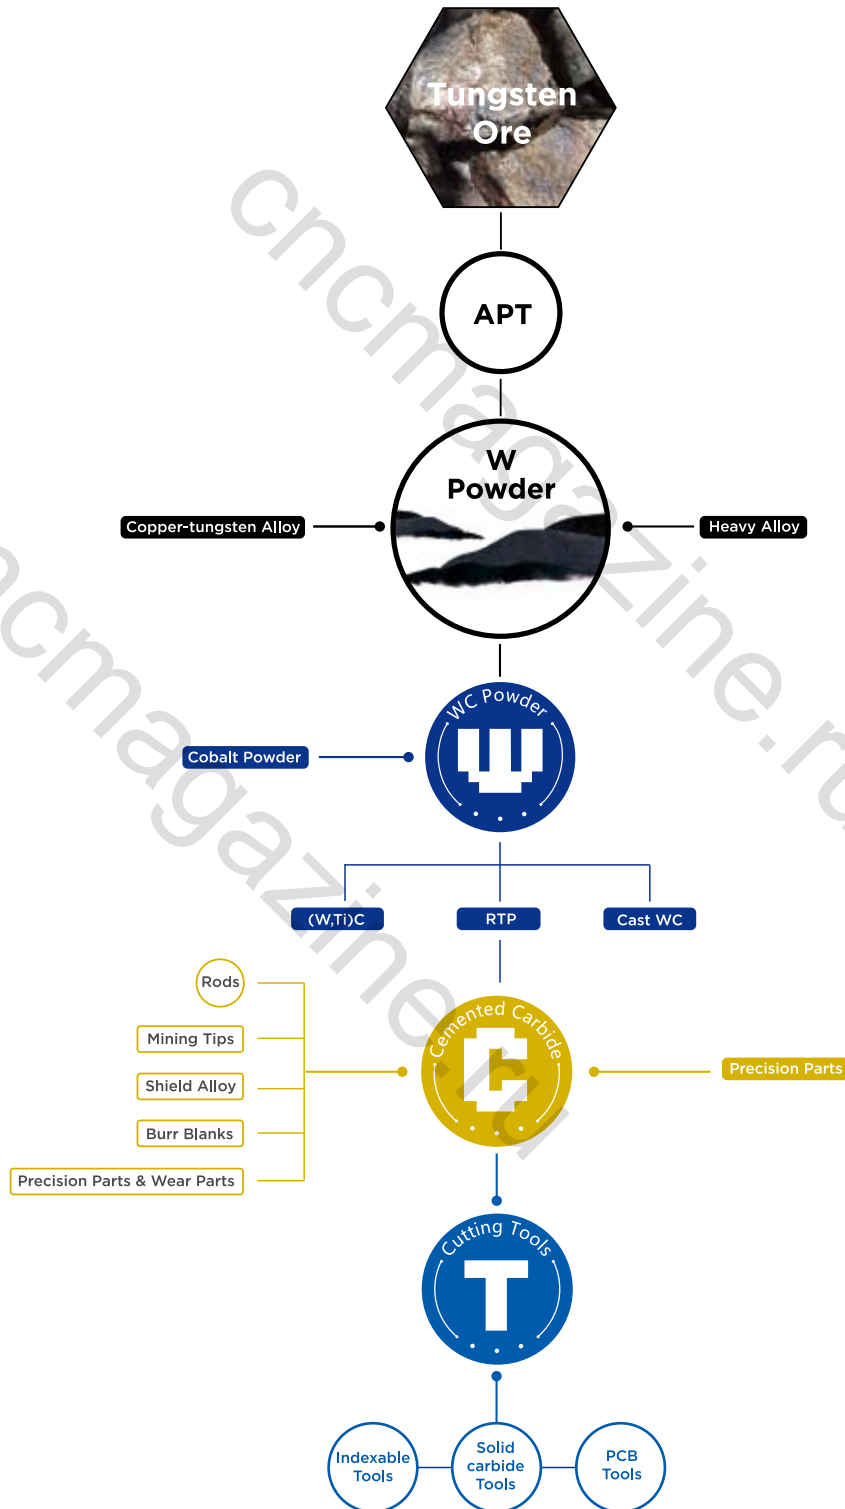 Tungsten
Ore
APT
W
Powder
Copper-tungsten Alloy
Heavy Alloy
WC Powder
Cobalt Powder
(W,Ti)C
RTP
Cast WC
Rods
Mining Tips
Shield Alloy
Burr Blanks
Precision Parts & Wear Parts
Cemented Carbide
C
Precision Parts
Cutting Tools
T
Indexable
Tools
Solid
carbide
Tools
PCB
Tools
W
cncmagazine.ru
cncmagazine.ru